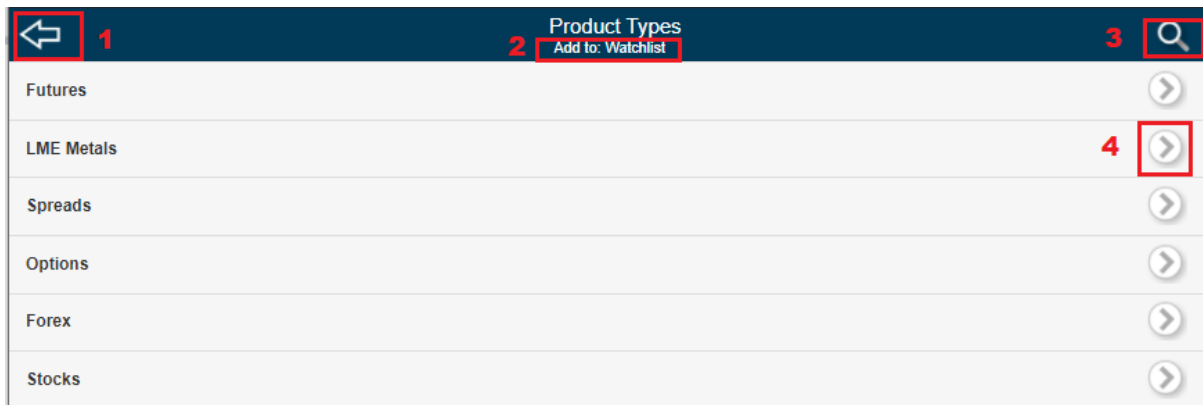 1
Product Types
2 Add to: Watchlist
3
Futures
LME Metals
4
Spreads
Options
Forex
Stocks